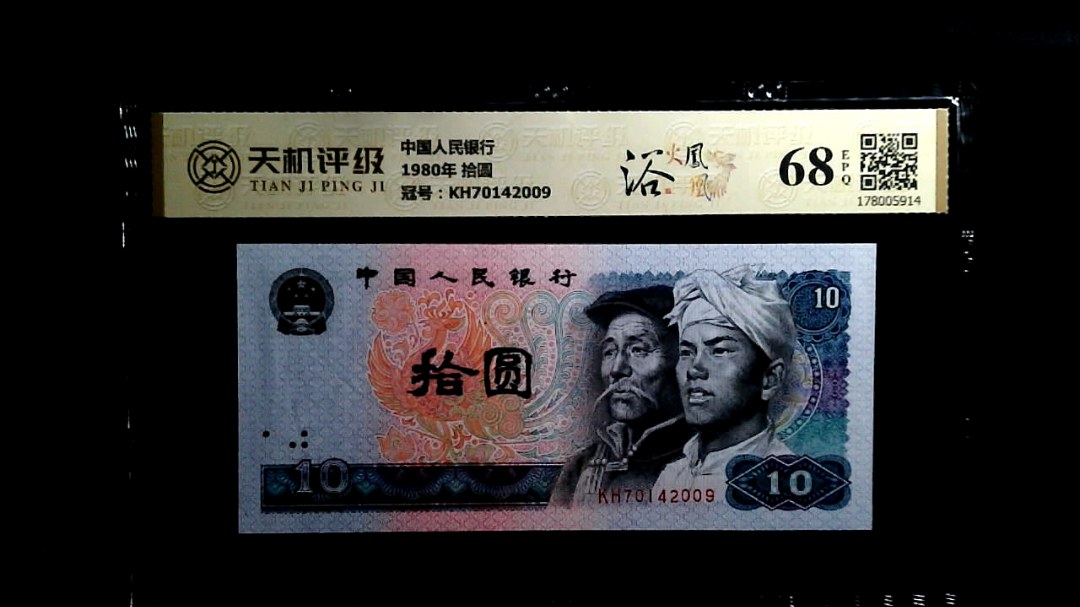 天机评级
TIAN JI PING JI
中国人民银行
1980年 拾圆
冠号：KH70142009
浴火凤凰
68
EPQ
178005914
中国人民银行
10
拾圆
10
KH70142009
10